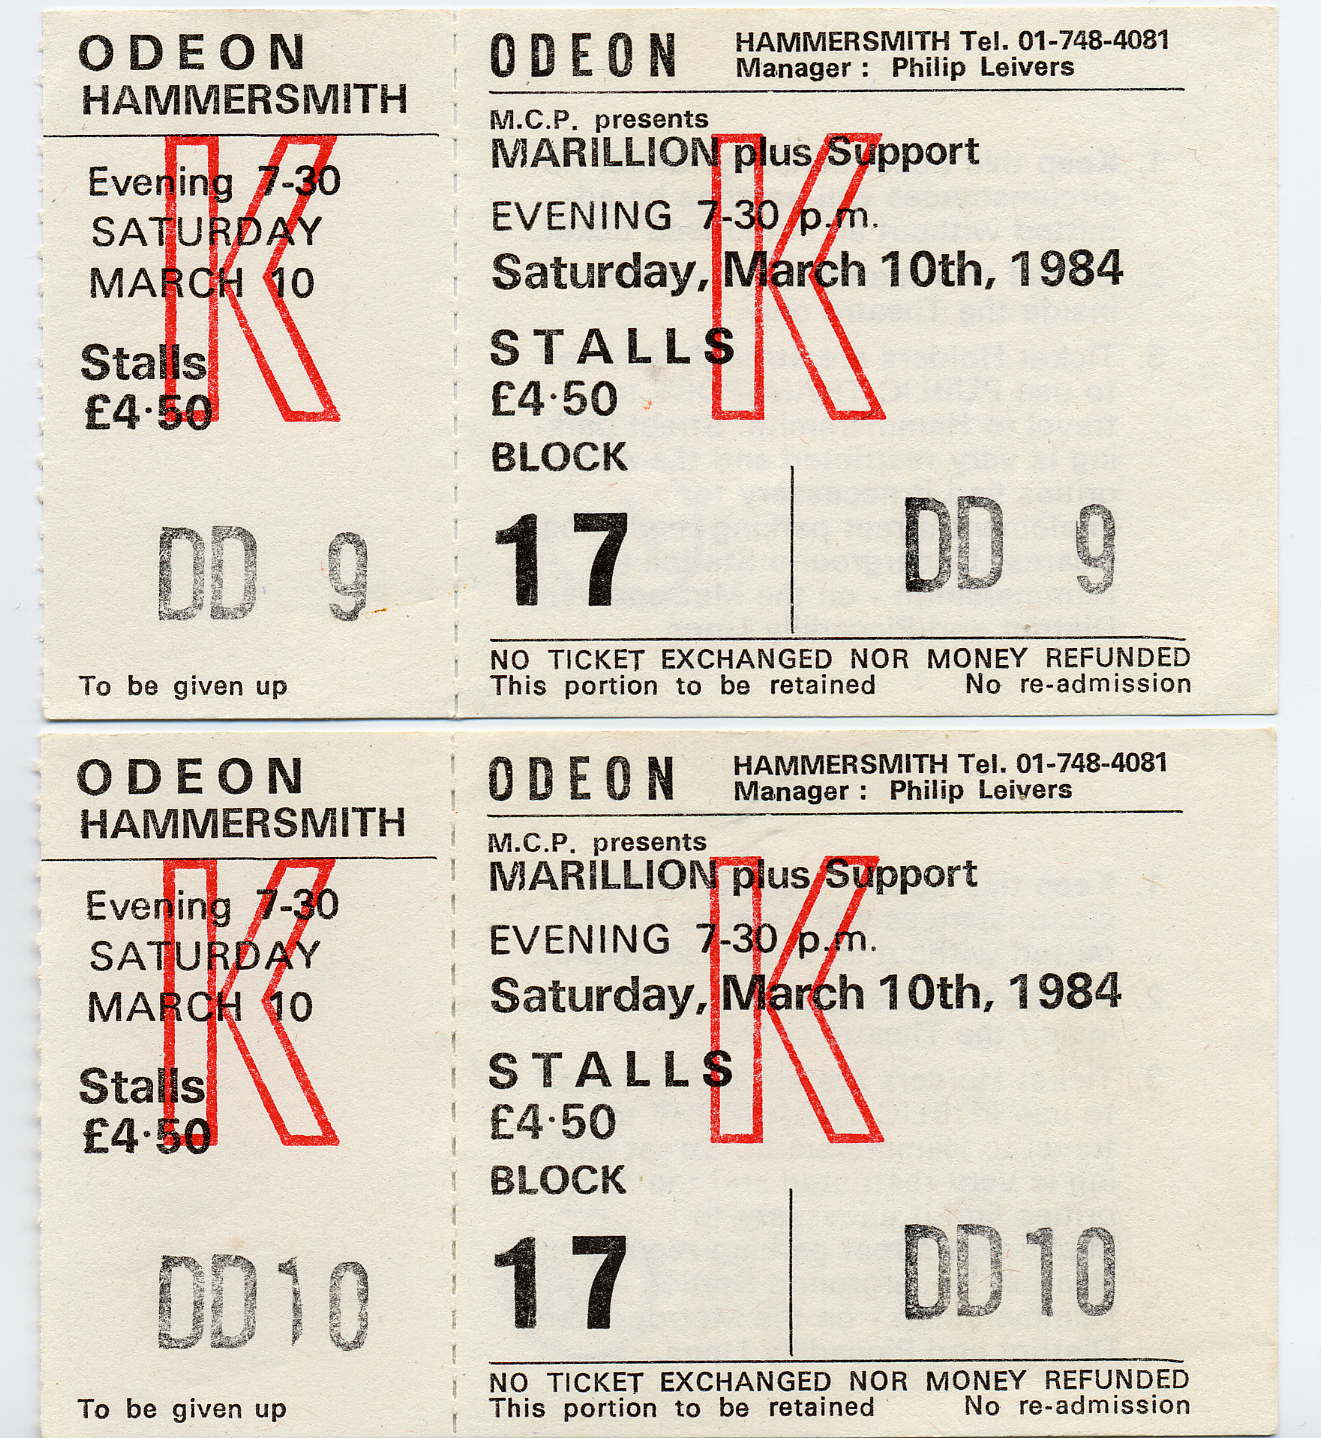 ODEON
HAMMERSMITH
K
Evening 7-30
SATURDAY
MARCH 10
Stalls
£4·50
DD 9
To be given up
ODEON
HAMMERSMITH Tel. 01-748-4081
Manager : Philip Leivers
M.C.P. presents
MARILLION plus Support
K
EVENING 7-30 p.m.
Saturday, March 10th, 1984
STALLS
£4·50
BLOCK
17
DD 9
NO TICKET EXCHANGED NOR MONEY REFUNDED
This portion to be retained No re-admission
ODEON
HAMMERSMITH
K
Evening 7-30
SATURDAY
MARCH 10
Stalls
£4·50
DD 10
To be given up
ODEON
HAMMERSMITH Tel. 01-748-4081
Manager : Philip Leivers
M.C.P. presents
MARILLION plus Support
K
EVENING 7-30 p.m.
Saturday, March 10th, 1984
STALLS
£4·50
BLOCK
17
DD 10
NO TICKET EXCHANGED NOR MONEY REFUNDED
This portion to be retained No re-admission